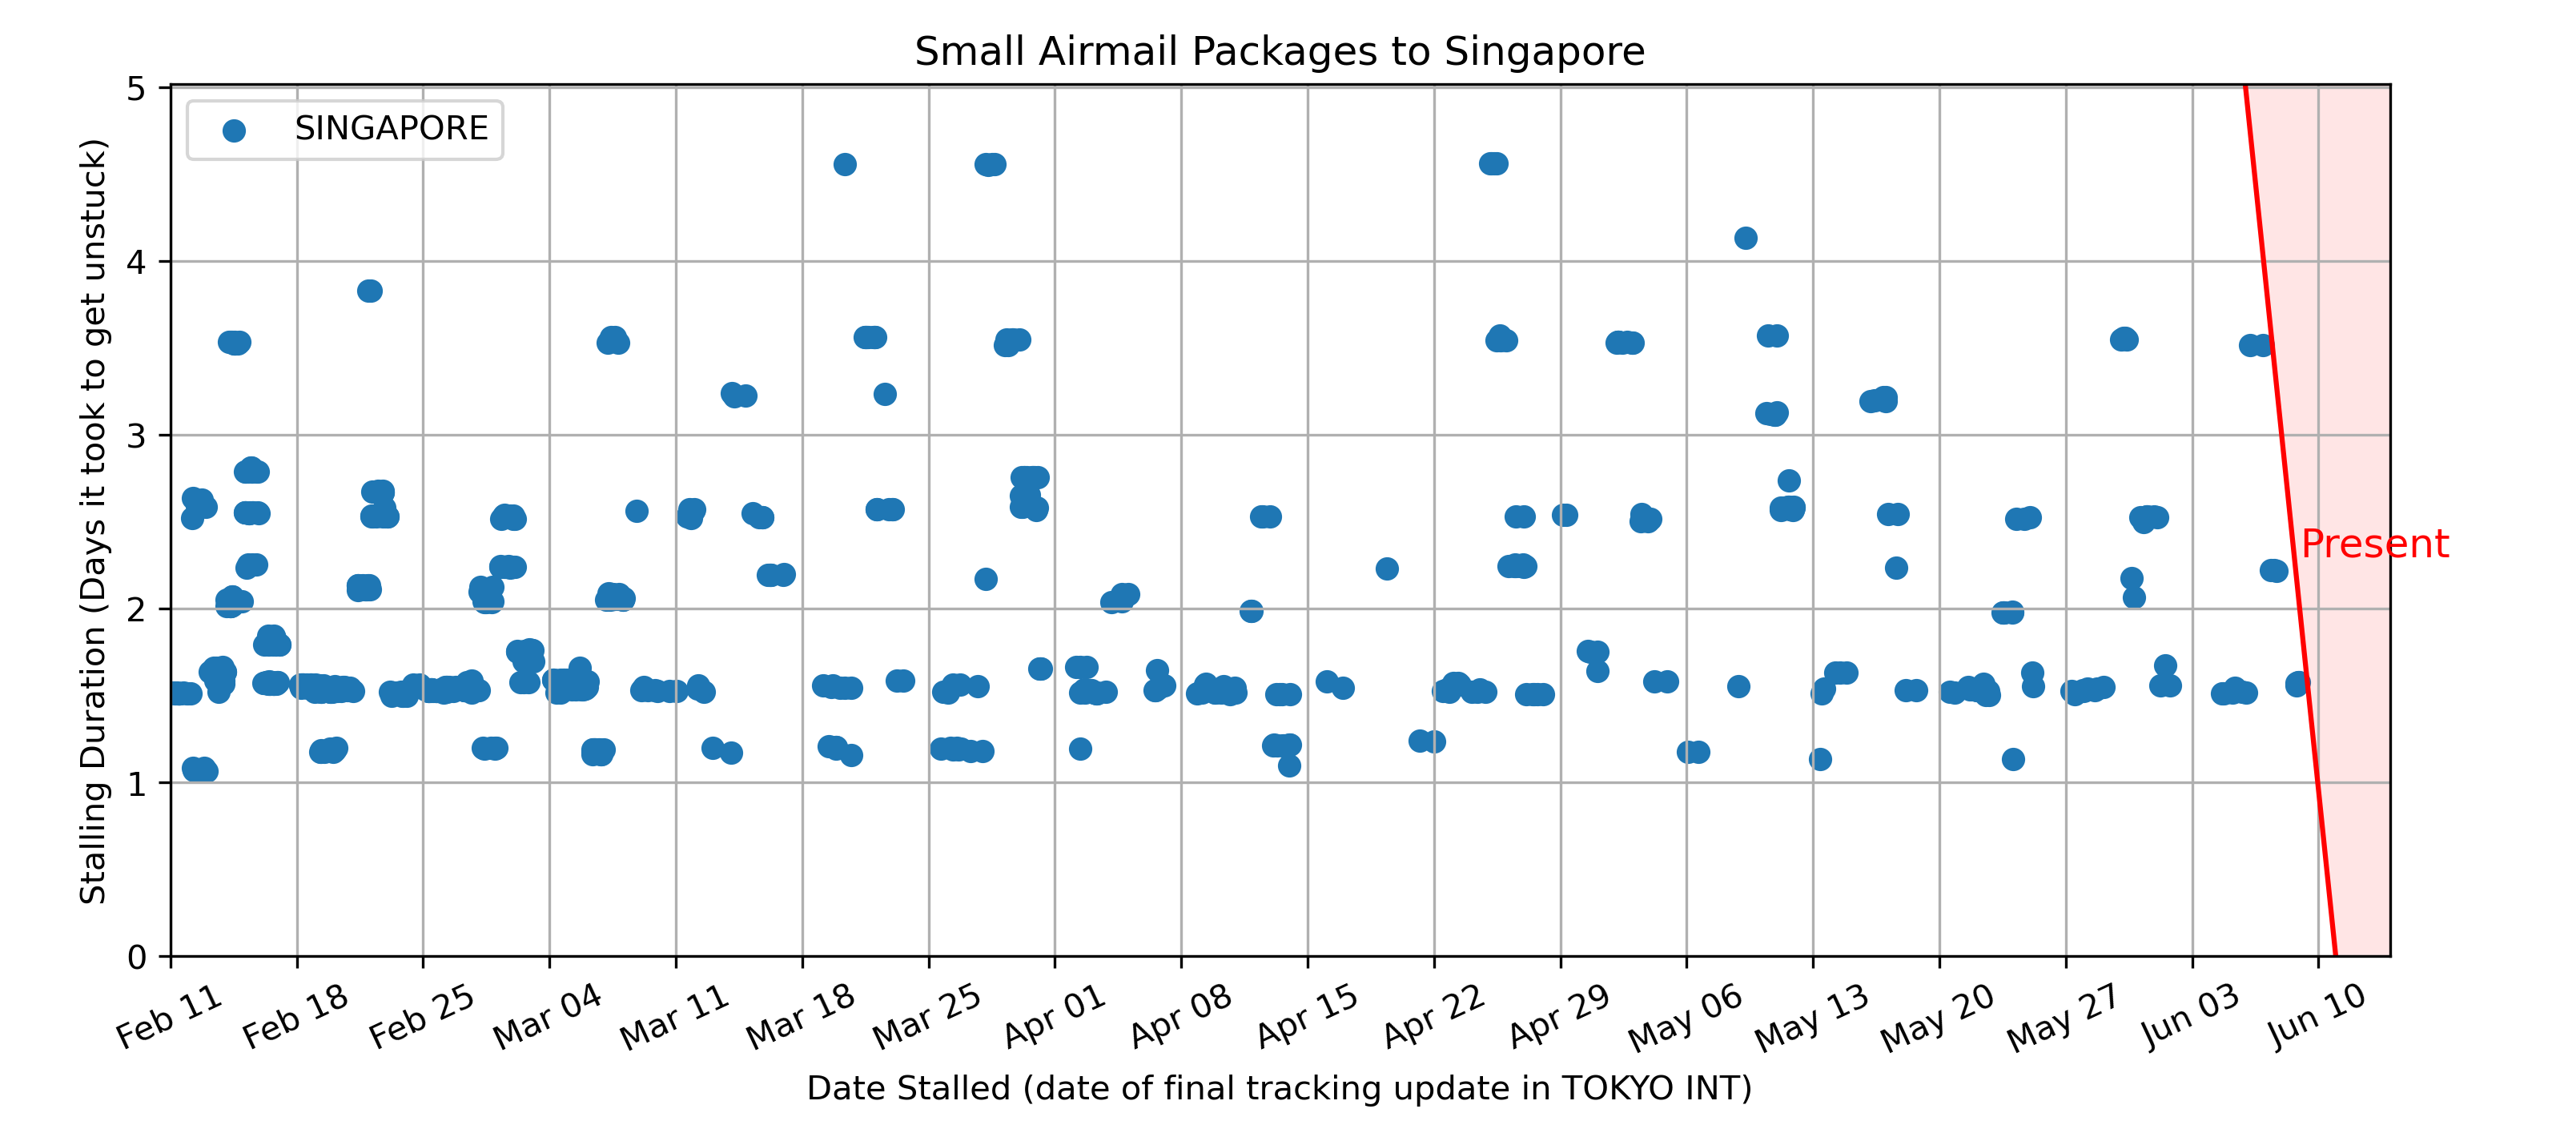 Small Airmail Packages to Singapore
SINGAPORE
Stalling Duration (Days it took to get unstuck)
5
4
3
2
1
0
Present
Feb 11 Feb 18 Feb 25 Mar 04 Mar 11 Mar 18 Mar 25 Apr 01 Apr 08 Apr 15 Apr 22 Apr 29 May 06 May 13 May 20 May 27 Jun 03 Jun 10
Date Stalled (date of final tracking update in TOKYO INT)